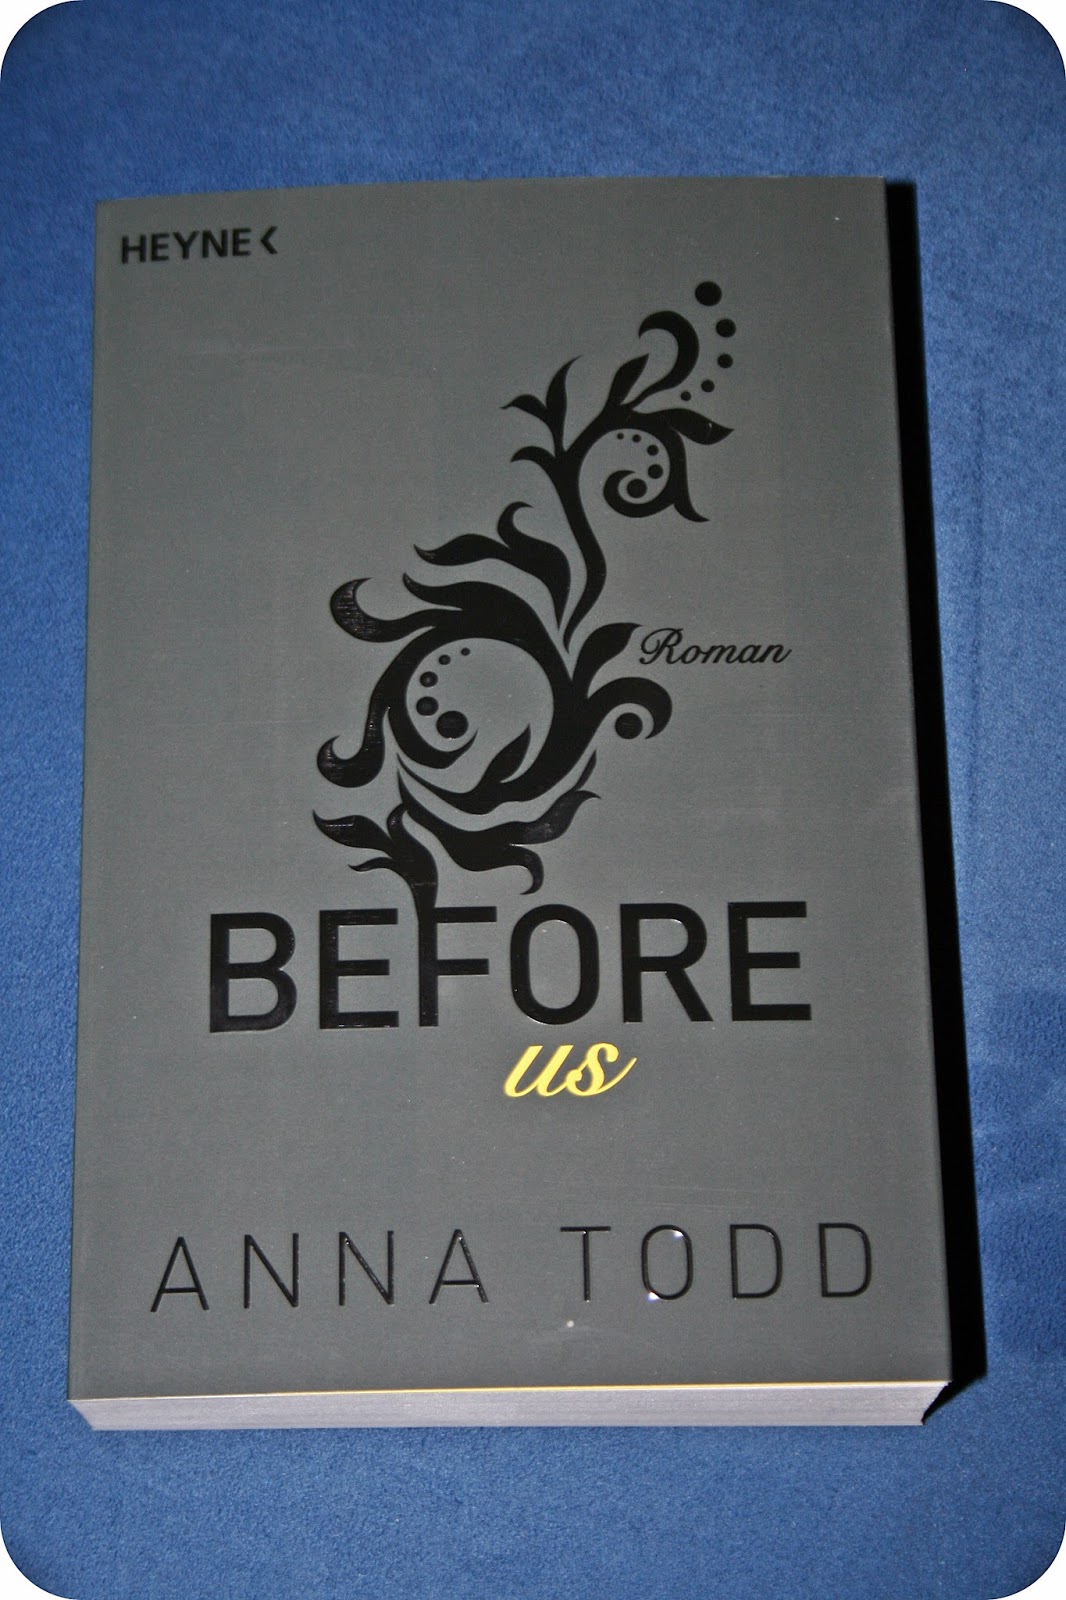 HEYNE <
Roman
BEFORE
us
ANNA TODD